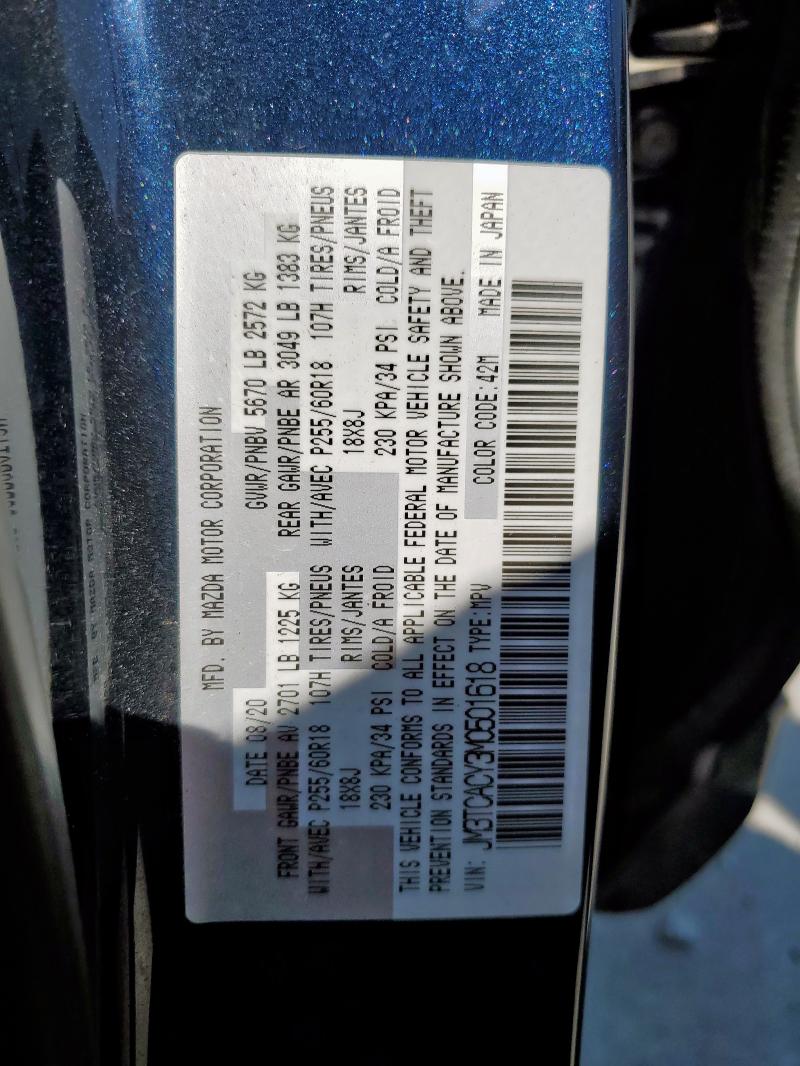 MFD. BY MAZDA MOTOR CORPORATION
DATE 08/20 GVWR/PNBV 5670 LB 2572 KG
FRONT GAWR/PNBE AV 2701 LB 1225 KG REAR GAWR/PNBE AR 3049 LB 1383 KG
WITH/AVEC P255/60R18 107H TIRES/PNEUS WITH/AVEC P255/60R18 107H TIRES/PNEUS
18X8J RIMS/JANTES 18X8J RIMS/JANTES
230 KPA/34 PSI COLD/A FROID 230 KPA/34 PSI COLD/A FROID
THIS VEHICLE CONFORMS TO ALL APPLICABLE FEDERAL MOTOR VEHICLE SAFETY AND THEFT
PREVENTION STANDARDS IN EFFECT ON THE DATE OF MANUFACTURE SHOWN ABOVE.
VIN: JM3TCACY3M0501618 TYPE:MPV COLOR CODE:42M MADE IN JAPAN